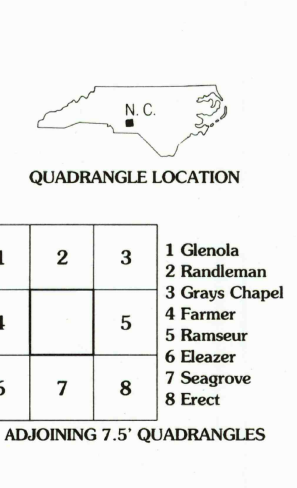 N. C.
QUADRANGLE LOCATION
1 2 3
4 5
6 7 8
1 Glenola
2 Randleman
3 Grays Chapel
4 Farmer
5 Ramseur
6 Eleazer
7 Seagrove
8 Erect
ADJOINING 7.5' QUADRANGLES